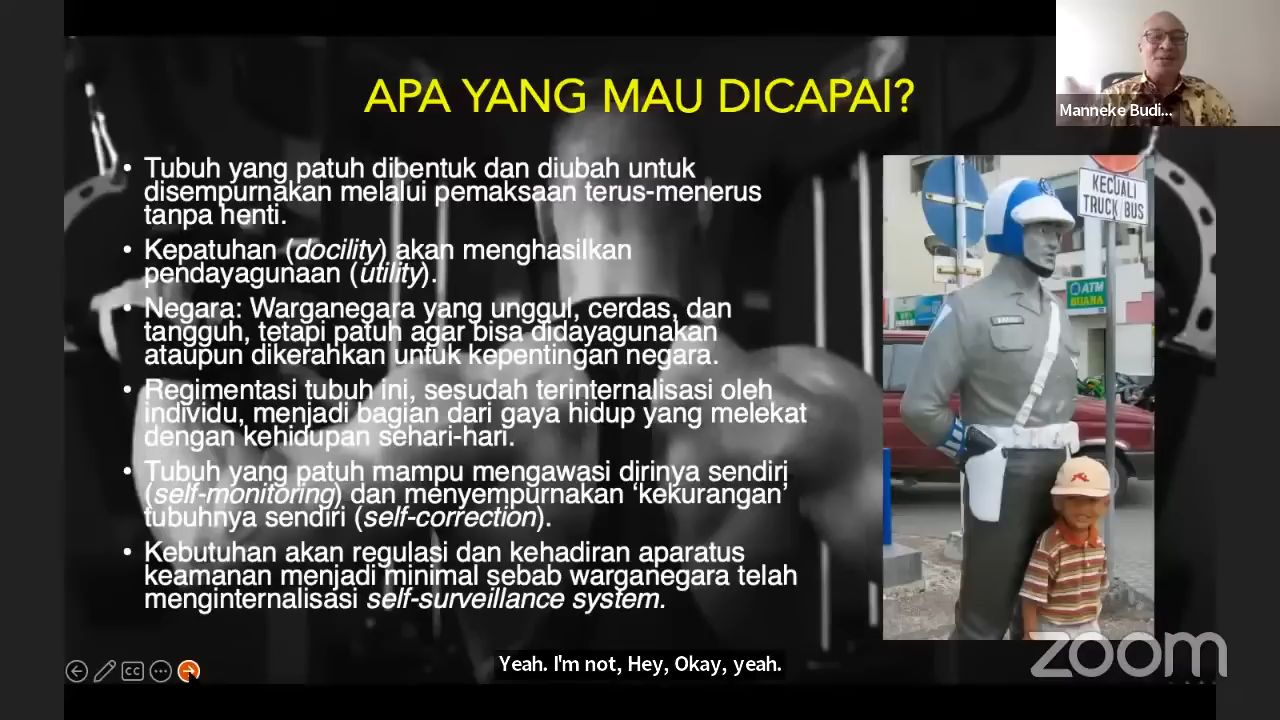 APA YANG MAU DICAPAI?
Manneke Budi...
• Tubuh yang patuh dibentuk dan diubah untuk
disempurnakan melalui pemaksaan terus-menerus
tanpa henti.
• Kepatuhan (docility) akan menghasilkan
pendayagunaan (utility).
• Negara: Warganegara yang unggul, cerdas, dan
tangguh, tetapi patuh agar bisa didayagunakan
ataupun dikerahkan untuk kepentingan negara.
• Regimentasi tubuh ini, sesudah terinternalisasi oleh
individu, menjadi bagian dari gaya hidup yang melekat
dengan kehidupan sehari-hari.
• Tubuh yang patuh mampu mengawasi dirinya sendiri
(self-monitoring) dan menyempurnakan ‘kekurangan’
tubuhnya sendiri (self-correction).
• Kebutuhan akan regulasi dan kehadiran aparatus
keamanan menjadi minimal sebab warganegara telah
menginternalisasi self-surveillance system.
KECUALI
TRUCK/BUS
ATM
BUANA
CC
Yeah. I'm not, Hey, Okay, yeah.
zoom